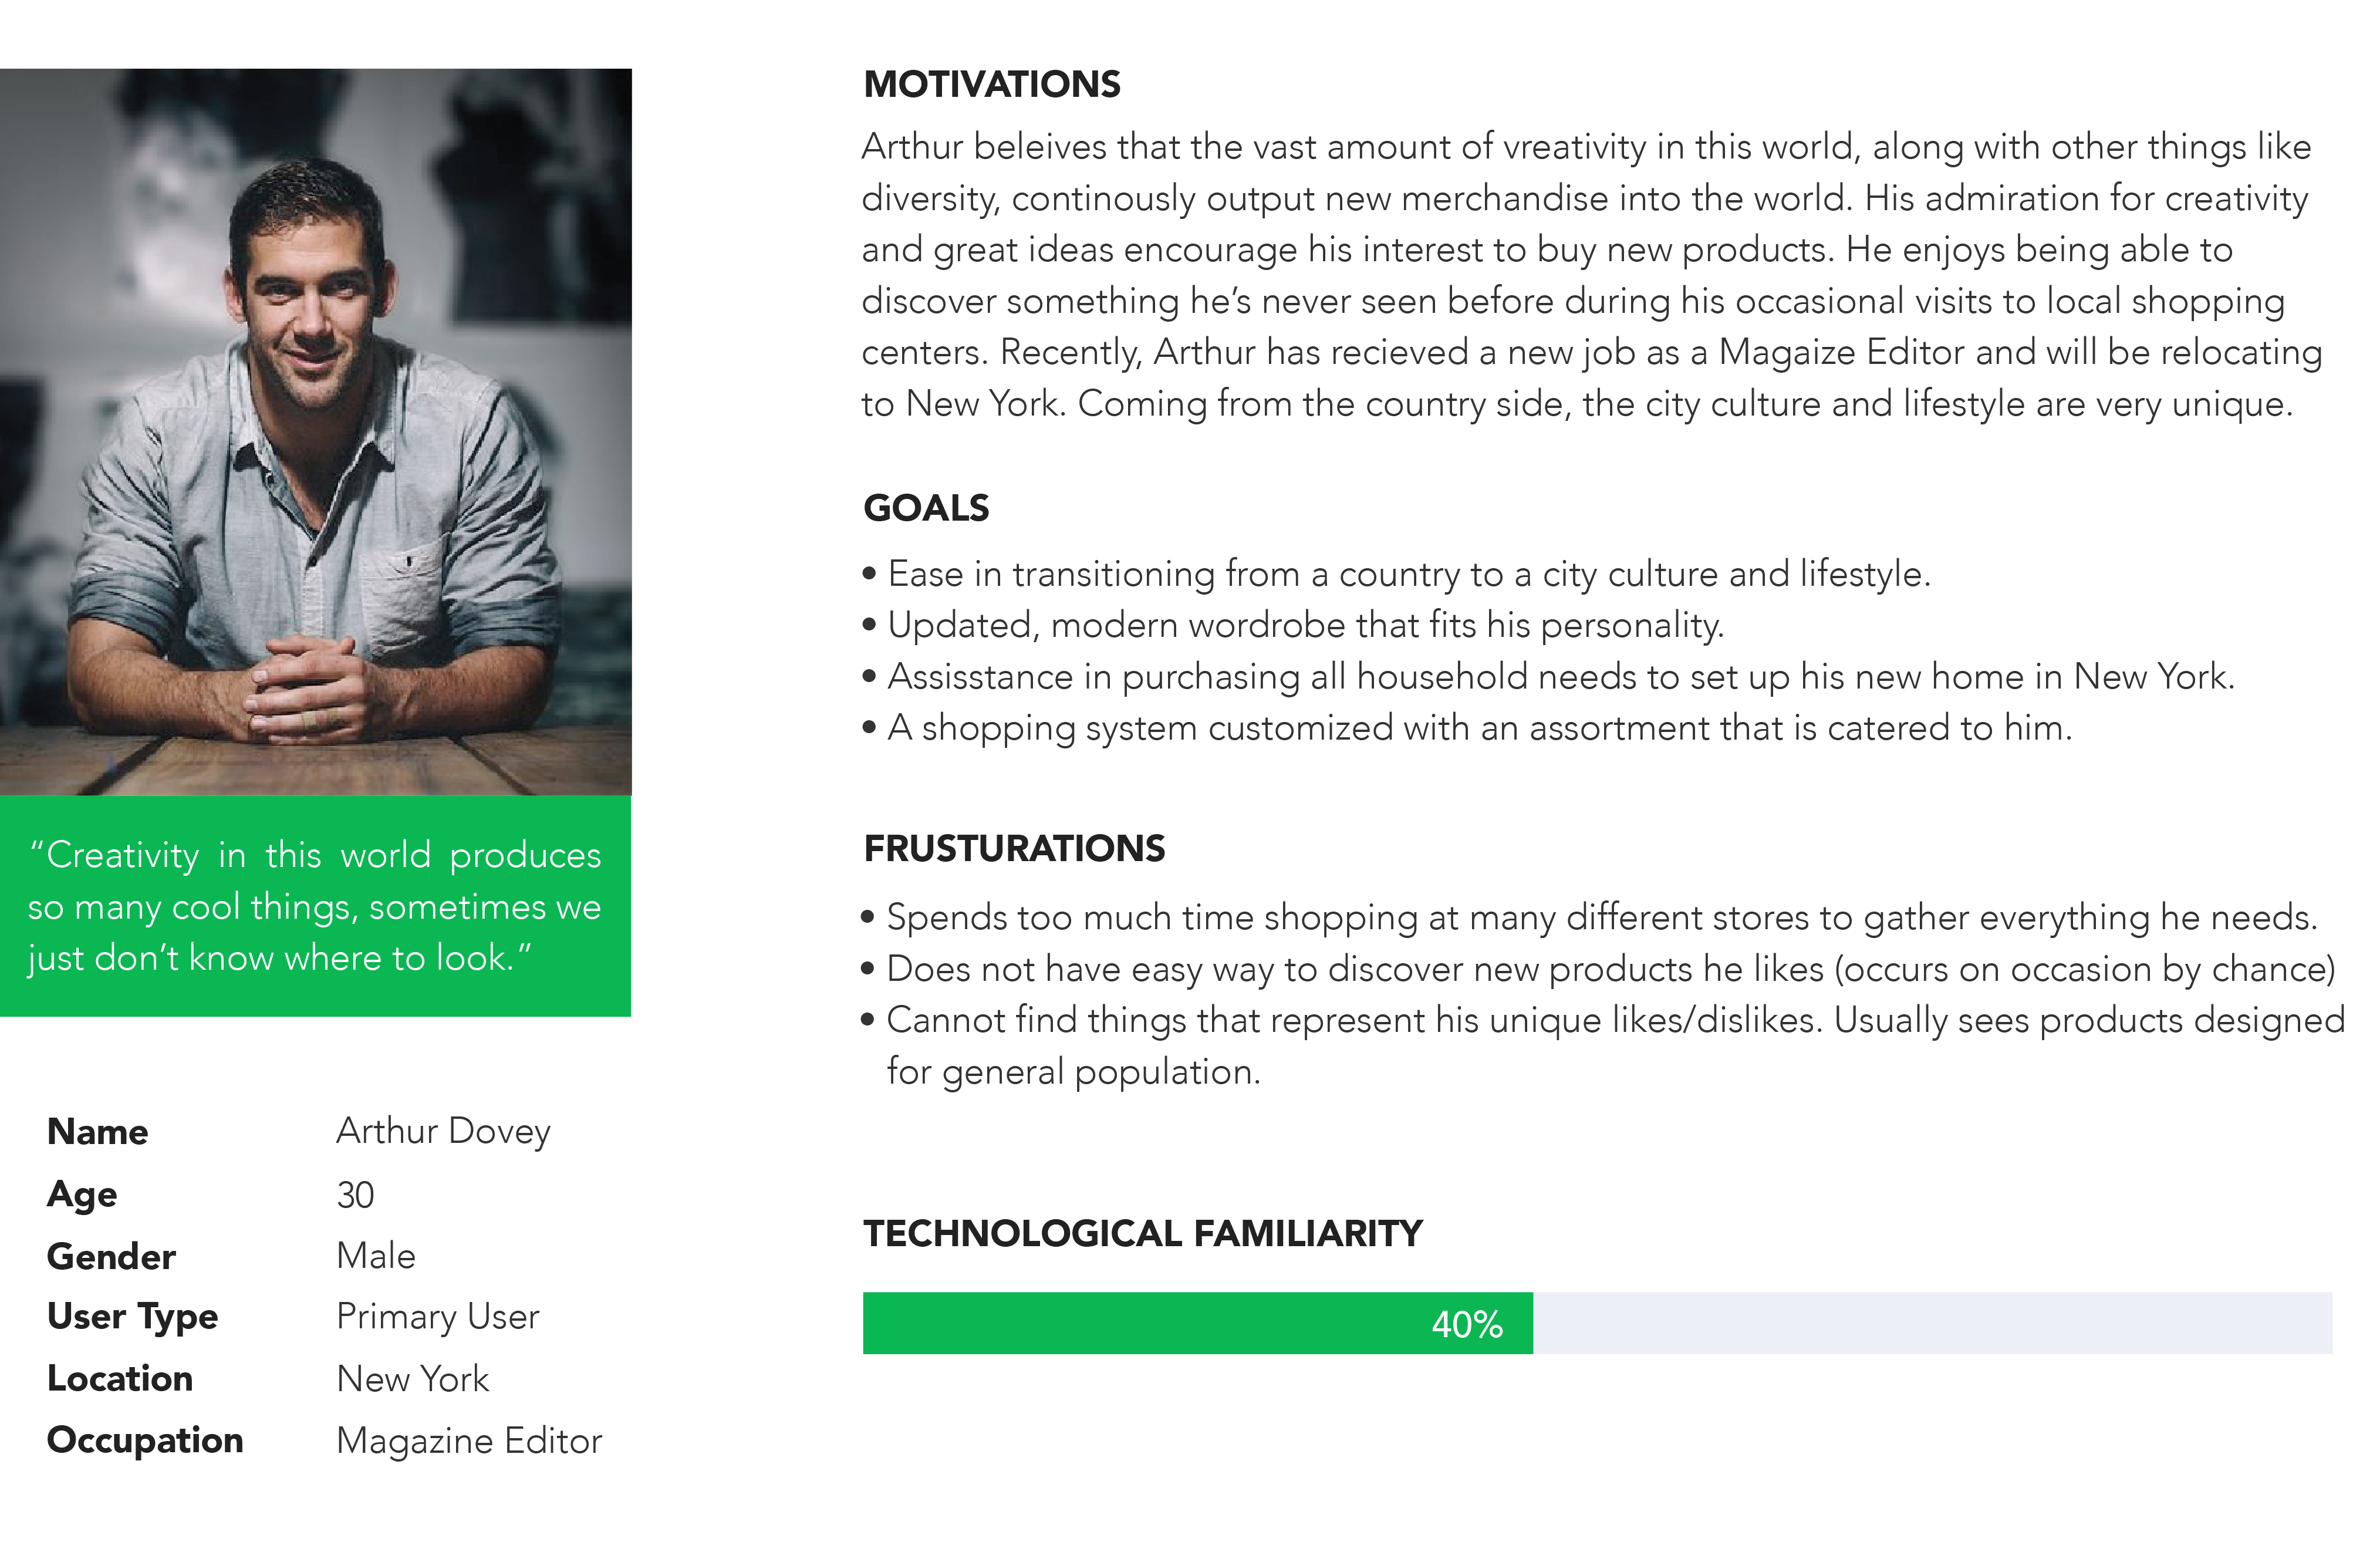 MOTIVATIONS
Arthur beleives that the vast amount of vreativity in this world, along with other things like
diversity, continously output new merchandise into the world. His admiration for creativity
and great ideas encourage his interest to buy new products. He enjoys being able to
discover something he’s never seen before during his occasional visits to local shopping
centers. Recently, Arthur has recieved a new job as a Magaize Editor and will be relocating
to New York. Coming from the country side, the city culture and lifestyle are very unique.
GOALS
• Ease in transitioning from a country to a city culture and lifestyle.
• Updated, modern wordrobe that fits his personality.
• Assisstance in purchasing all household needs to set up his new home in New York.
• A shopping system customized with an assortment that is catered to him.
FRUSTURATIONS
• Spends too much time shopping at many different stores to gather everything he needs.
• Does not have easy way to discover new products he likes (occurs on occasion by chance)
• Cannot find things that represent his unique likes/dislikes. Usually sees products designed
for general population.
TECHNOLOGICAL FAMILIARITY
40%
“Creativity in this world produces
so many cool things, sometimes we
just don’t know where to look.”
Name Arthur Dovey
Age 30
Gender Male
User Type Primary User
Location New York
Occupation Magazine Editor